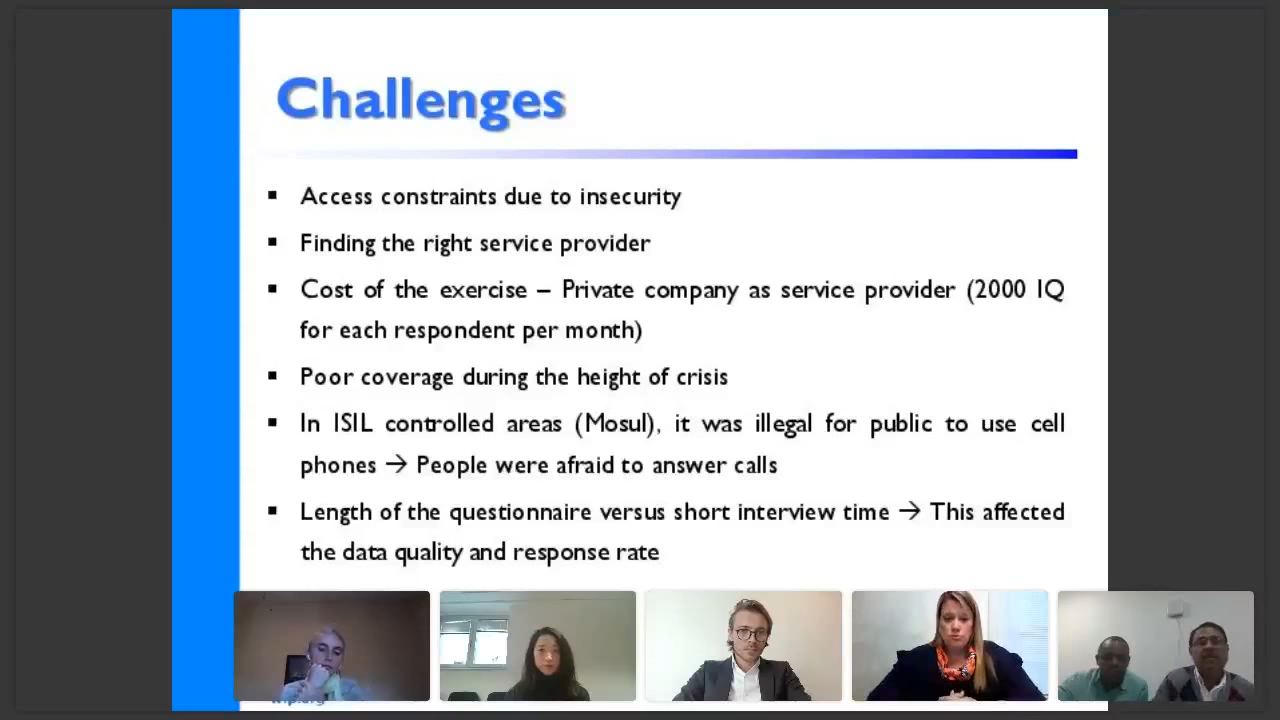 Challenges
▪ Access constraints due to insecurity
▪ Finding the right service provider
▪ Cost of the exercise – Private company as service provider (2000 IQ
for each respondent per month)
▪ Poor coverage during the height of crisis
▪ In ISIL controlled areas (Mosul), it was illegal for public to use cell
phones → People were afraid to answer calls
▪ Length of the questionnaire versus short interview time → This affected
the data quality and response rate